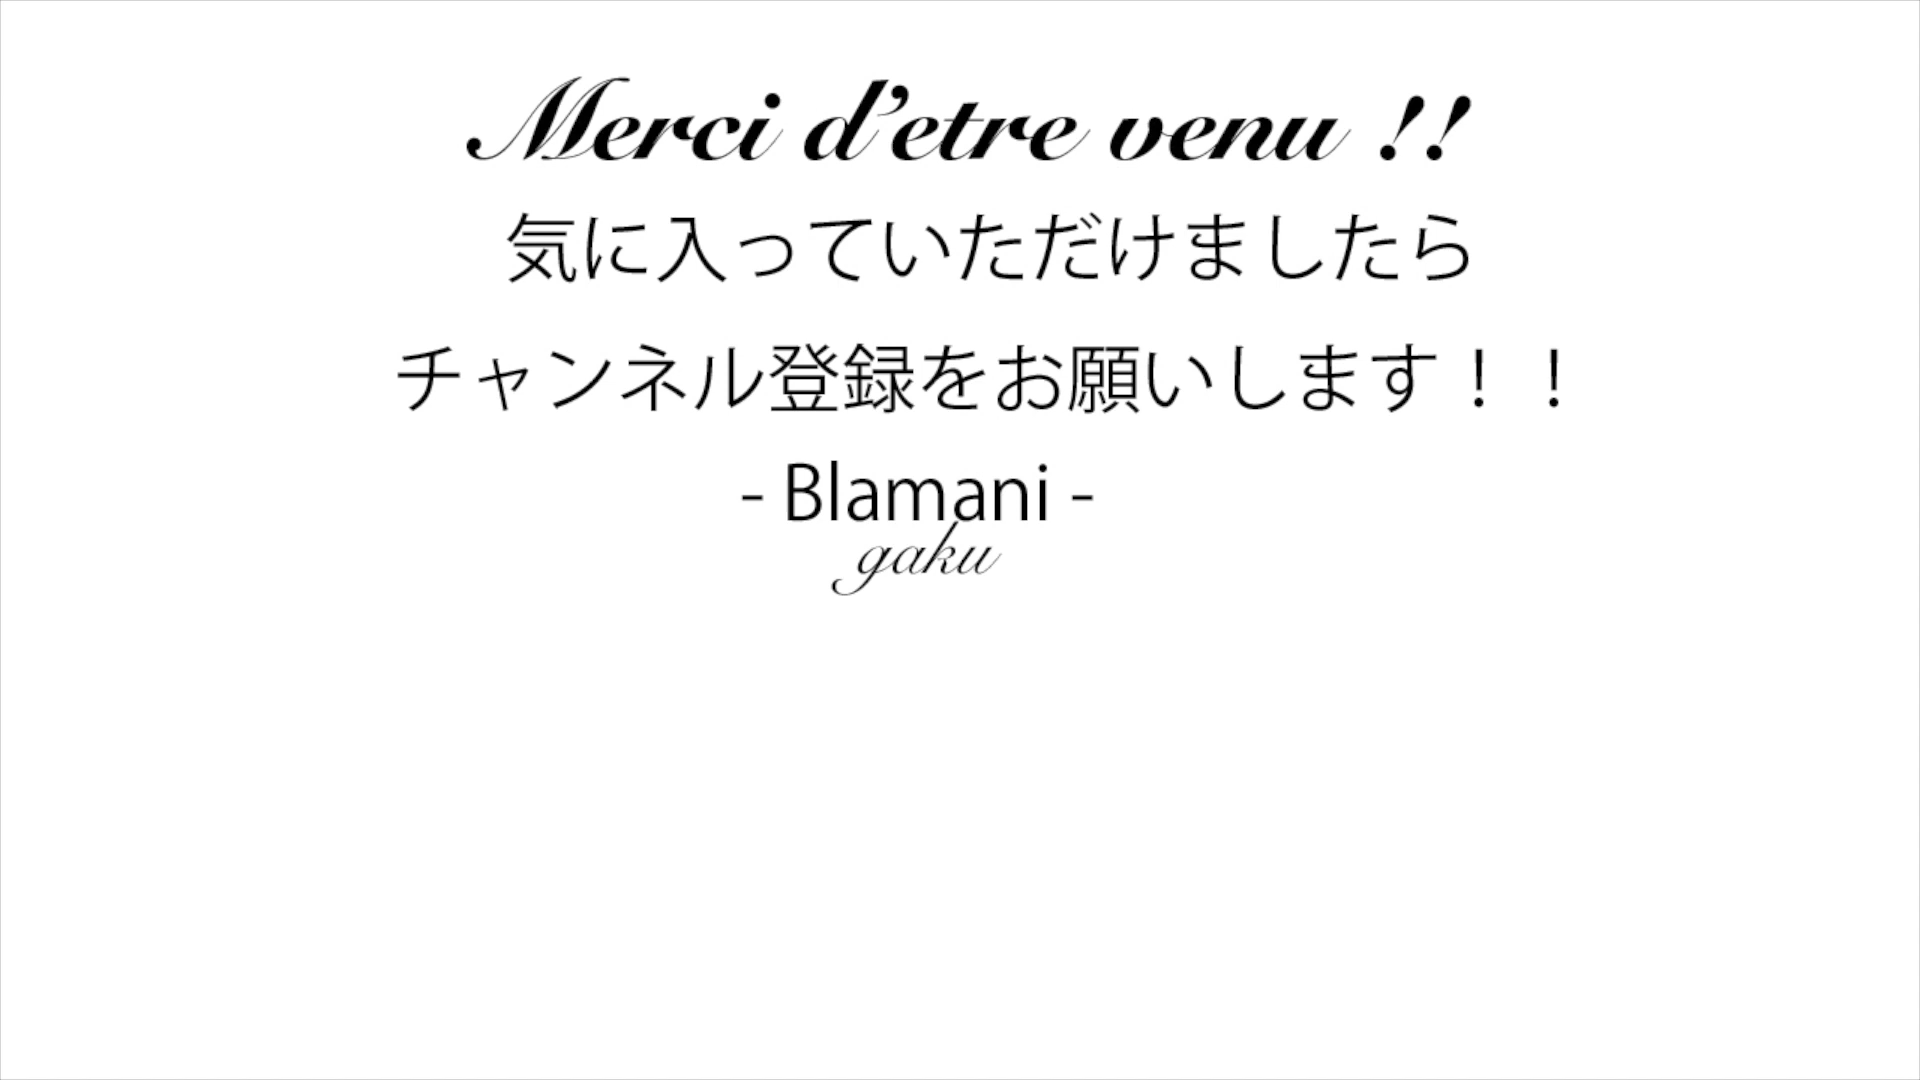 Merci d’etre venu !!
気に入っていただけましたら
チャンネル登録をお願いします！！
- Blamani -
gaku